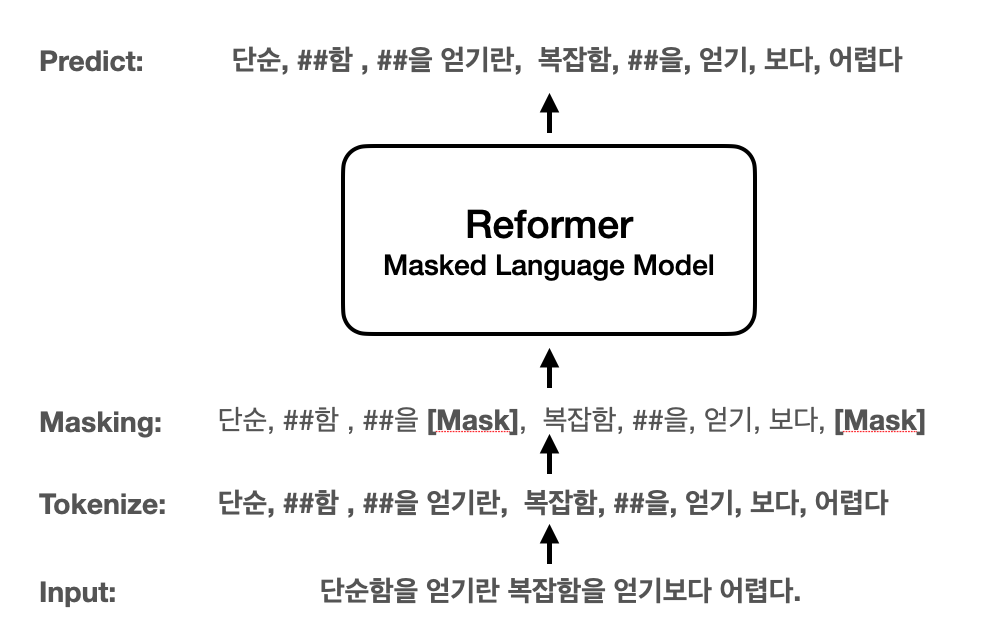 Predict: 단순, ##함 , ##을 얻기란, 복잡함, ##을, 얻기, 보다, 어렵다
Reformer
Masked Language Model
Masking: 단순, ##함 , ##을 [Mask], 복잡함, ##을, 얻기, 보다, [Mask]
Tokenize: 단순, ##함 , ##을 얻기란, 복잡함, ##을, 얻기, 보다, 어렵다
Input: 단순함을 얻기란 복잡함을 얻기보다 어렵다.